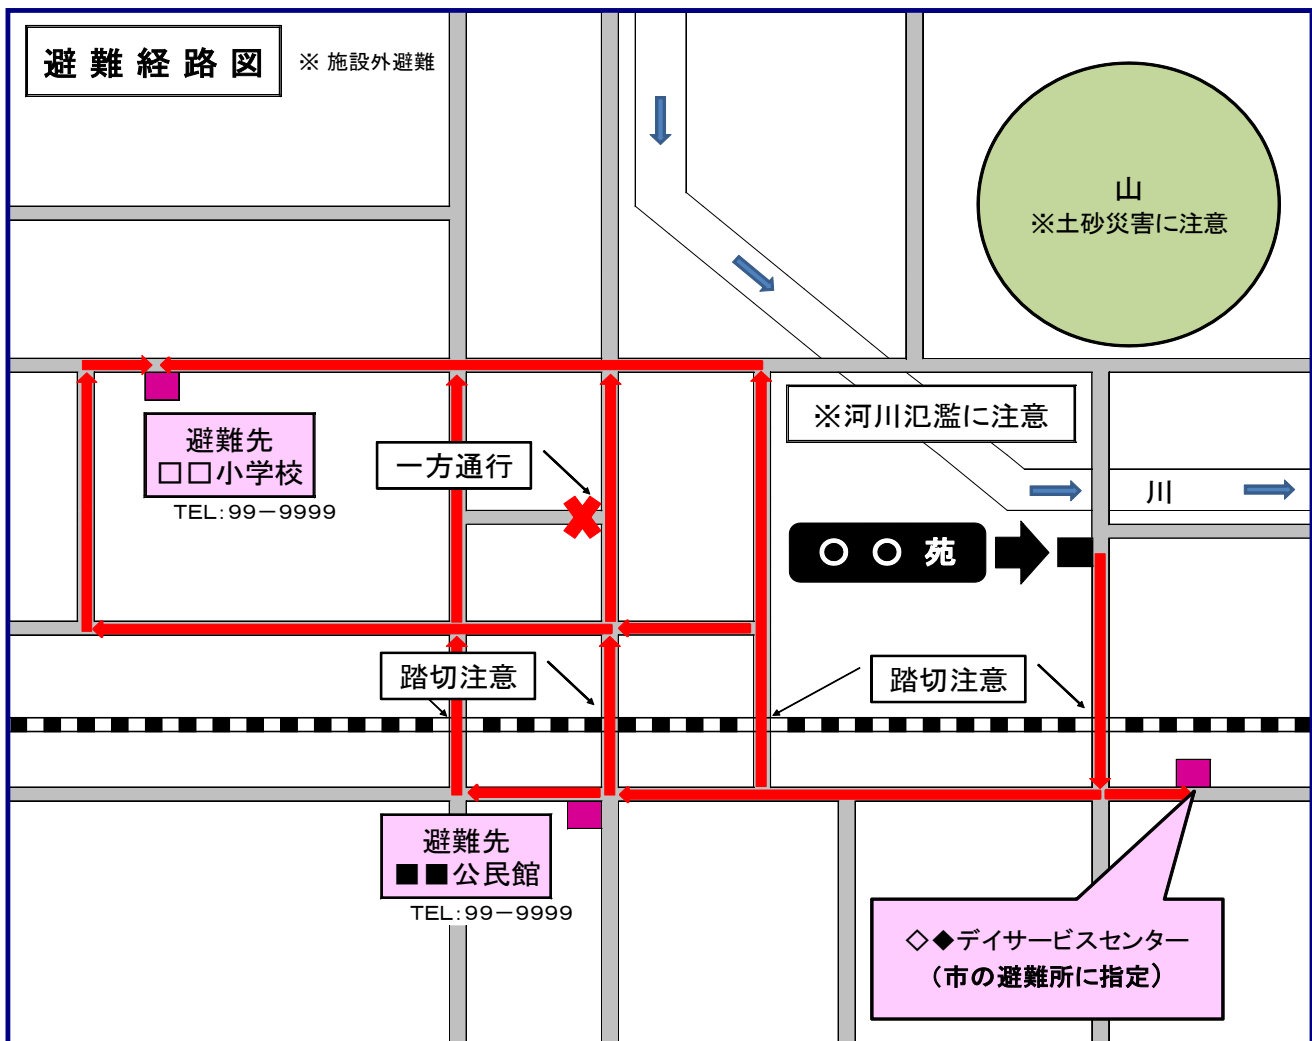 避難経路図
※ 施設外避難
山
※土砂災害に注意
※河川氾濫に注意
避難先
□□小学校
TEL:99－9999
一方通行
川
○ ○ 苑
踏切注意
踏切注意
避難先
■■公民館
TEL:99－9999
◇◆デイサービスセンター
（市の避難所に指定）